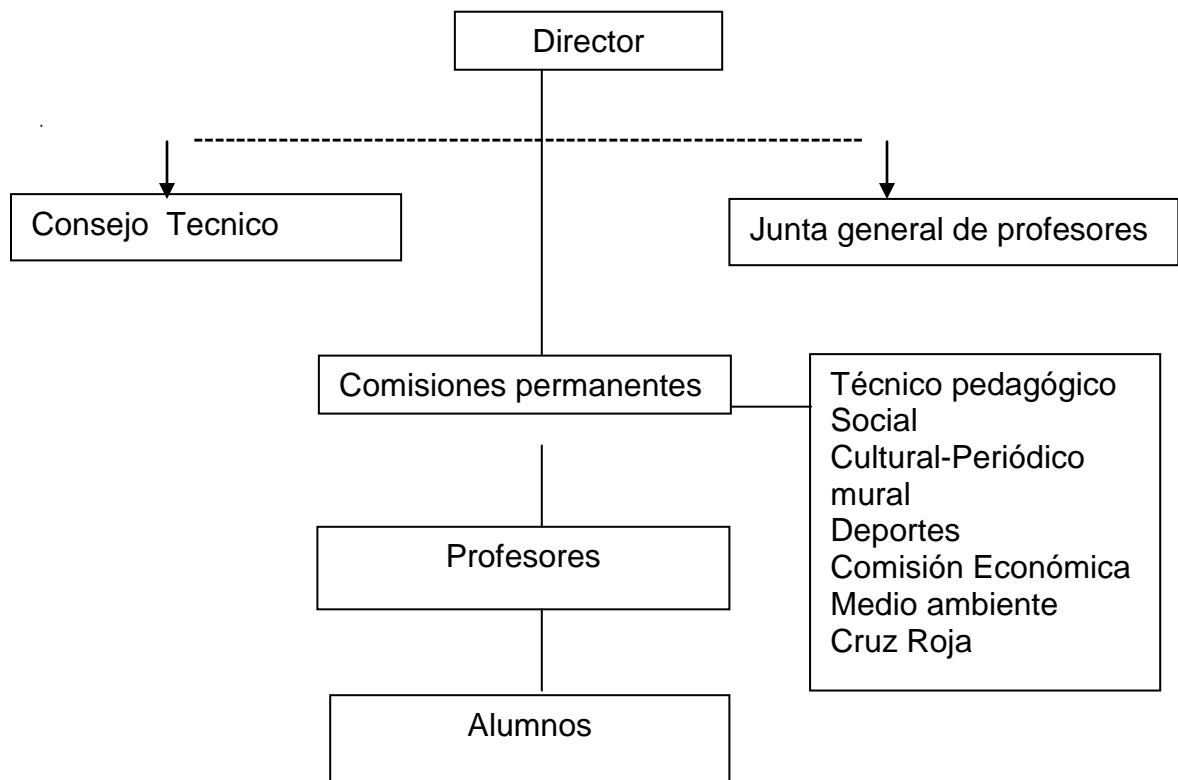 Director
Consejo Tecnico
Junta general de profesores
Comisiones permanentes
Técnico pedagógico
Social
Cultural-Periódico
mural
Deportes
Comisión Económica
Medio ambiente
Cruz Roja
Profesores
Alumnos